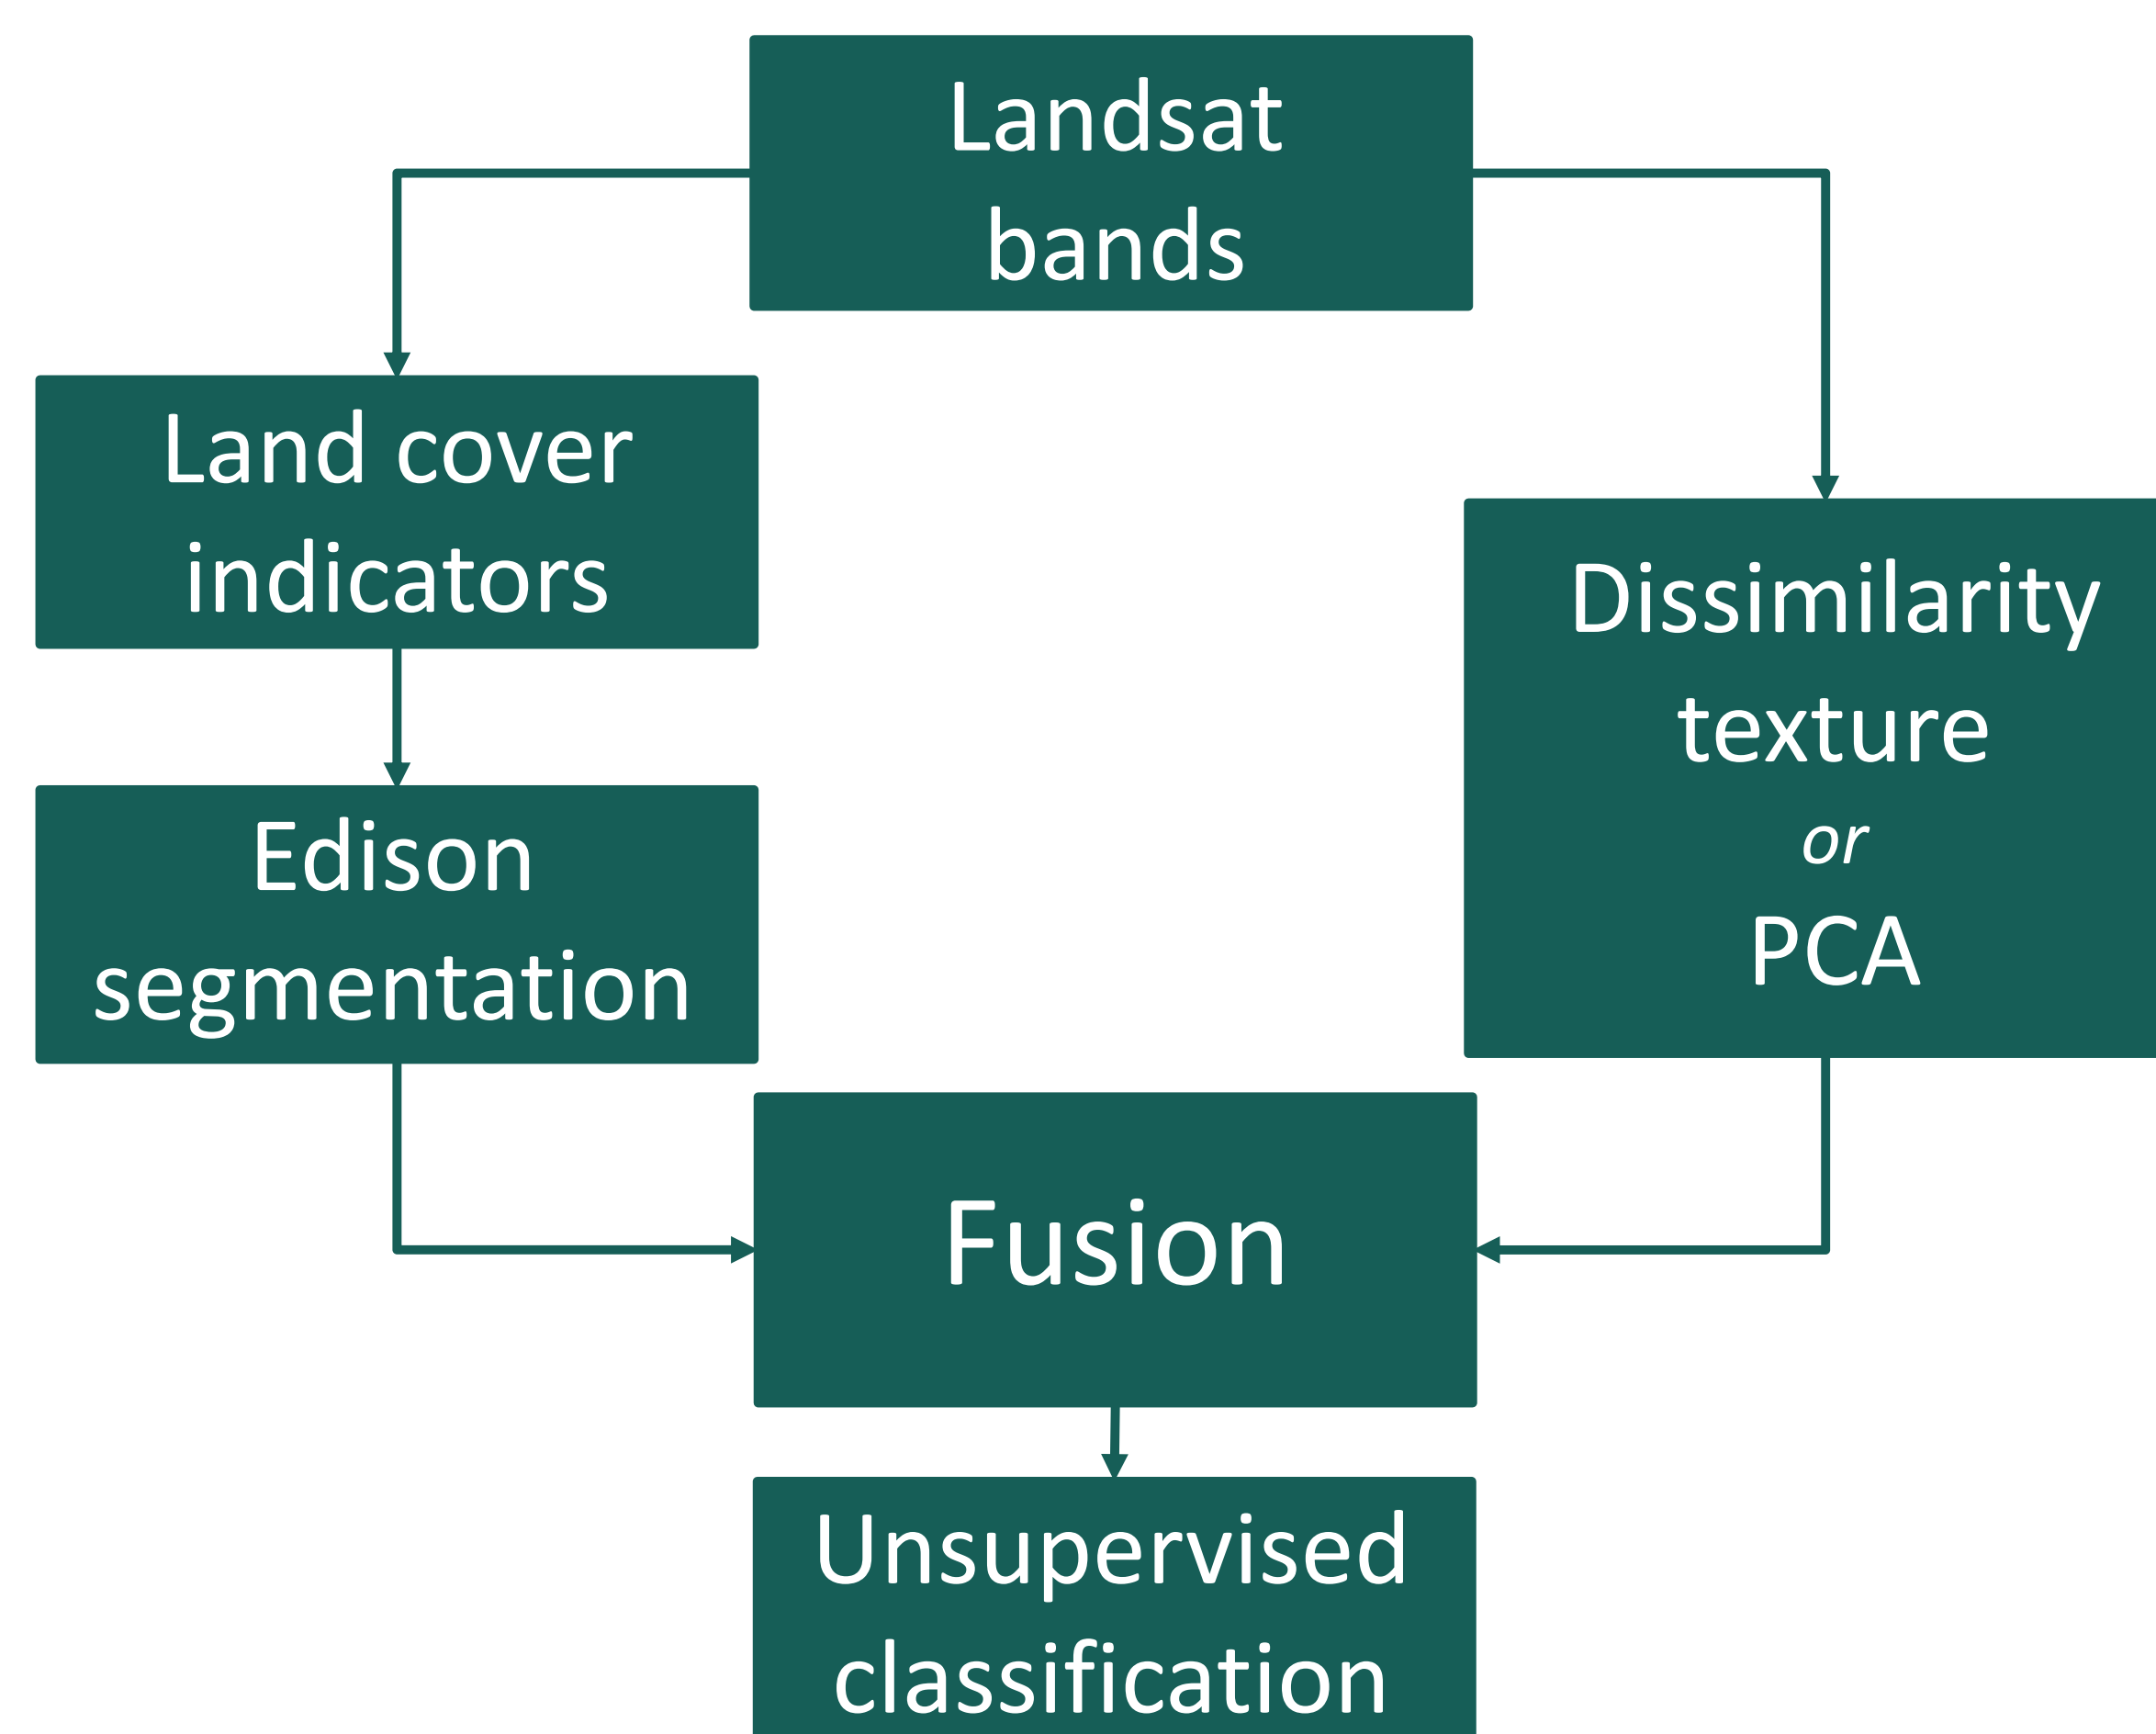 Landsat
bands
Land cover
indicators
Dissimilarity
texture
or
PCA
Edison
segmentation
Fusion
Unsupervised
classification